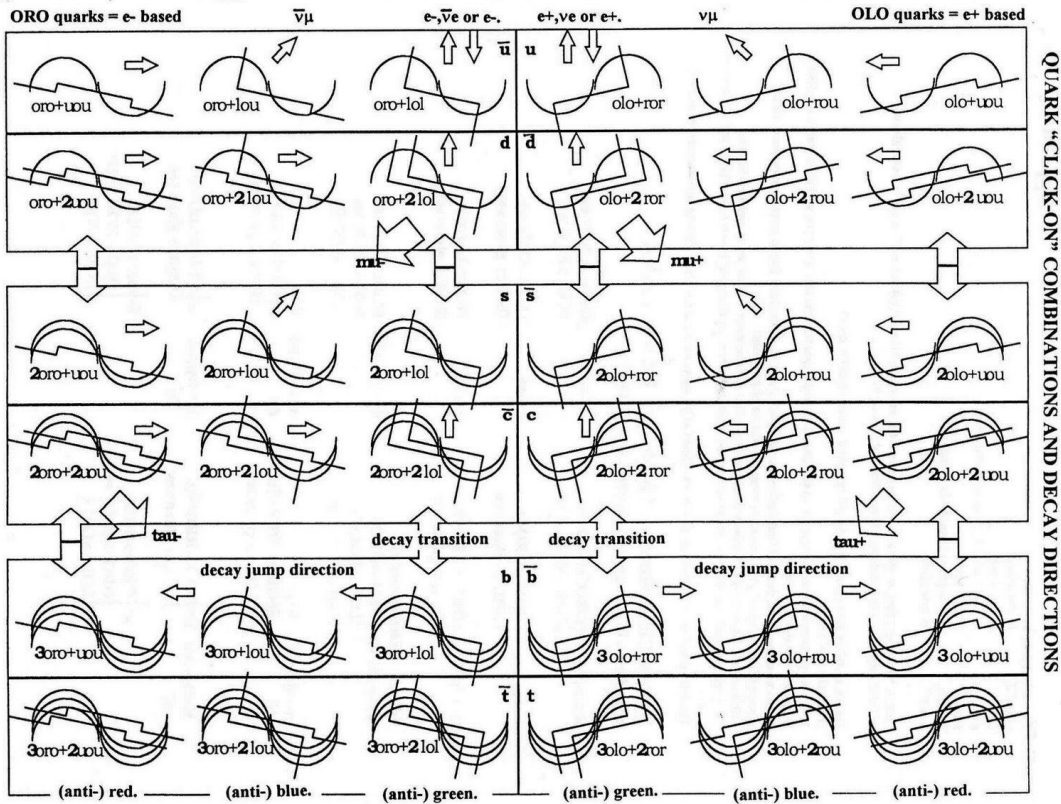 ORO quarks = e- based
ν̅μ
e-,ν̅e or e-.
e+,νe or e+.
νμ
OLO quarks = e+ based
QUARK "CLICK-ON" COMBINATIONS AND DECAY DIRECTIONS
u̅
u
oro+uou
oro+lou
oro+lol
olo+ror
olo+rou
olo+uou
d
d̅
oro+2uou
oro+2lou
oro+2lol
olo+2ror
olo+2rou
olo+2uou
mu-
mu+
s
s̅
2oro+uou
2oro+lou
2oro+lol
2olo+ror
2olo+rou
2olo+uou
c̅
c
2oro+2uou
2oro+2lou
2oro+2lol
2olo+2ror
2olo+2rou
2olo+2uou
tau-
decay transition
decay transition
tau+
decay jump direction
b
b̅
decay jump direction
3oro+uou
3oro+lou
3oro+lol
3olo+ror
3olo+rou
3olo+uou
t̅
t
3oro+2uou
3oro+2lou
3oro+2lol
3olo+2ror
3olo+2rou
3olo+2uou
(anti-) red.
(anti-) blue.
(anti-) green.
(anti-) green.
(anti-) blue.
(anti-) red.